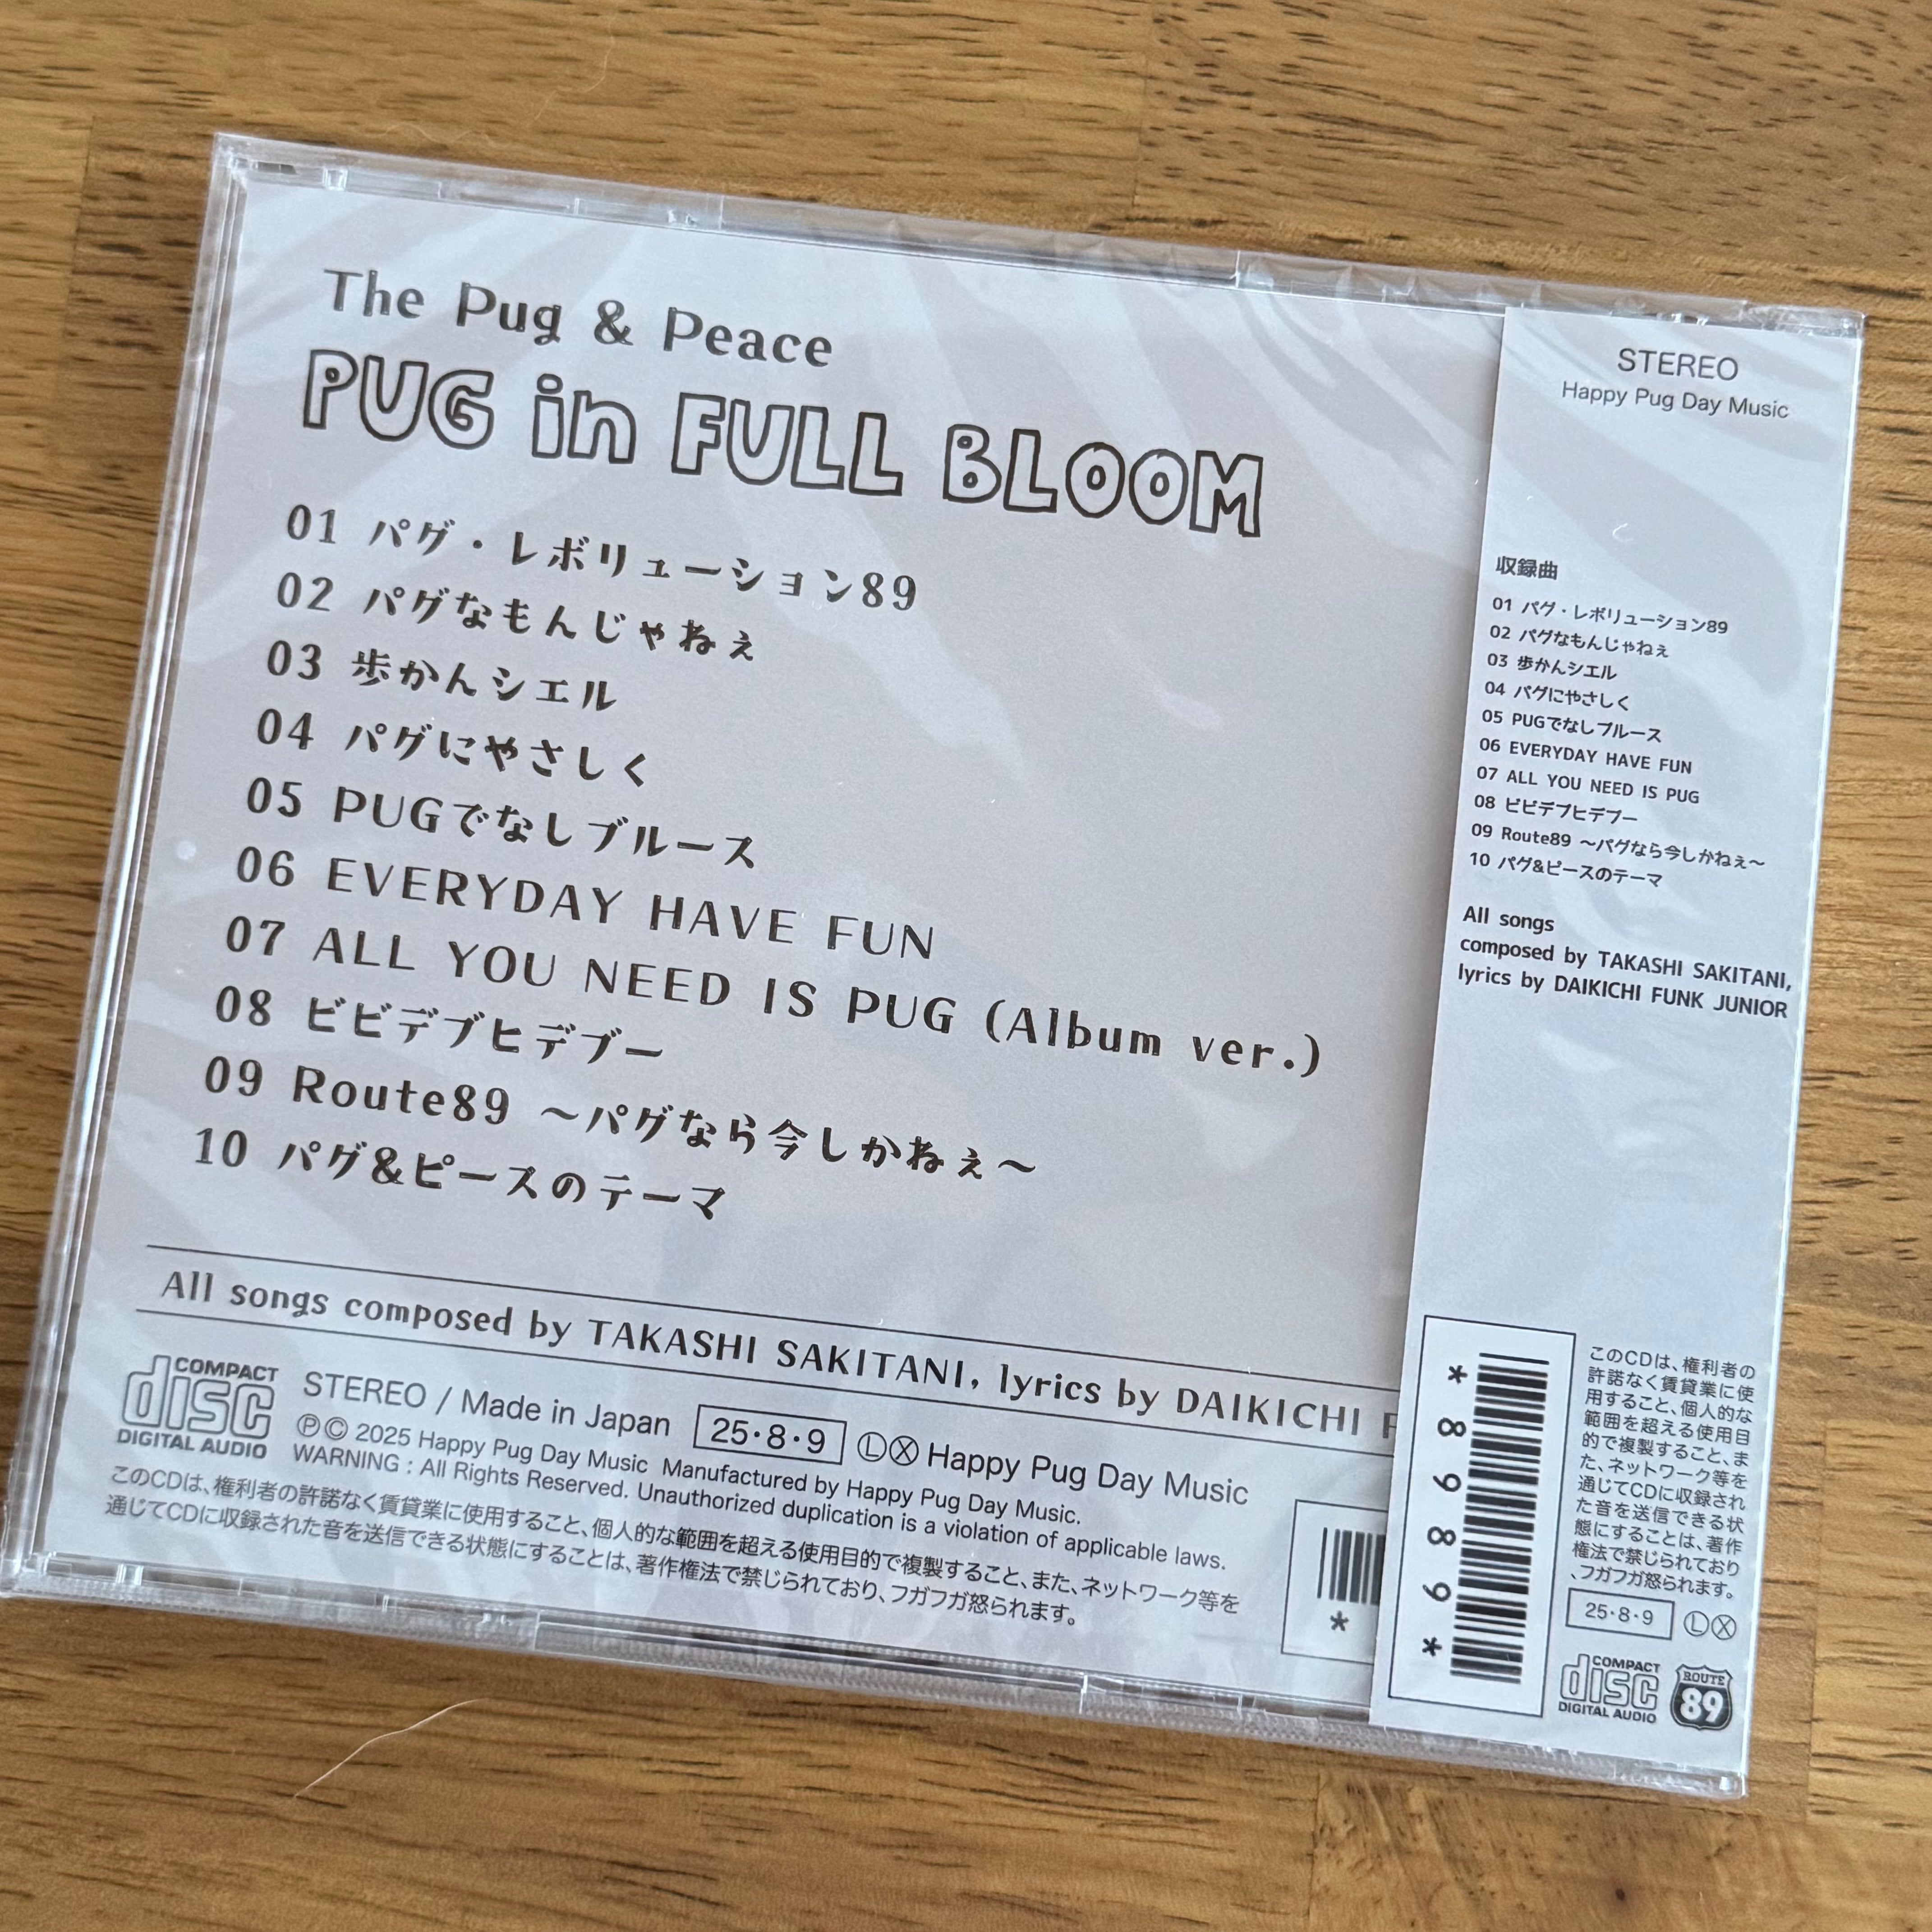 The Pug & Peace
PUG in FULL BLOOM
01 パグ・レボリューション89
02 パグなもんじゃねぇ
03 歩かんシエル
04 パグにやさしく
05 PUGでなしブルース
06 EVERYDAY HAVE FUN
07 ALL YOU NEED IS PUG (Album ver.)
08 ビビデブヒデブー
09 Route89 〜パグなら今しかねぇ〜
10 パグ&ピースのテーマ
All songs composed by TAKASHI SAKITANI, lyrics by DAIKICHI F
COMPACT
disc
DIGITAL AUDIO
STEREO / Made in Japan 25・8・9 ⓁⓍ Happy Pug Day Music
Ⓟ© 2025 Happy Pug Day Music Manufactured by Happy Pug Day Music.
WARNING : All Rights Reserved. Unauthorized duplication is a violation of applicable laws.
このCDは、権利者の許諾なく賃貸業に使用すること、個人的な範囲を超える使用目的で複製すること、また、ネットワーク等を
通じてCDに収録された音を送信できる状態にすることは、著作権法で禁じられており、フガフガ怒られます。
*
STEREO
Happy Pug Day Music
収録曲
01 パグ・レボリューション89
02 パグなもんじゃねぇ
03 歩かんシエル
04 パグにやさしく
05 PUGでなしブルース
06 EVERYDAY HAVE FUN
07 ALL YOU NEED IS PUG
08 ビビデブヒデブー
09 Route89 〜パグなら今しかねぇ〜
10 パグ&ピースのテーマ
All songs
composed by TAKASHI SAKITANI,
lyrics by DAIKICHI FUNK JUNIOR
* 8 9 8 9 *
このCDは、権利者の
許諾なく賃貸業に使
用すること、個人的な
範囲を超える使用目
的で複製すること、ま
た、ネットワーク等を
通じてCDに収録され
た音を送信できる状
態にすることは、著作
権法で禁じられており
、フガフガ怒られます。
25・8・9 ⓁⓍ
COMPACT
disc
DIGITAL AUDIO
ROUTE
89